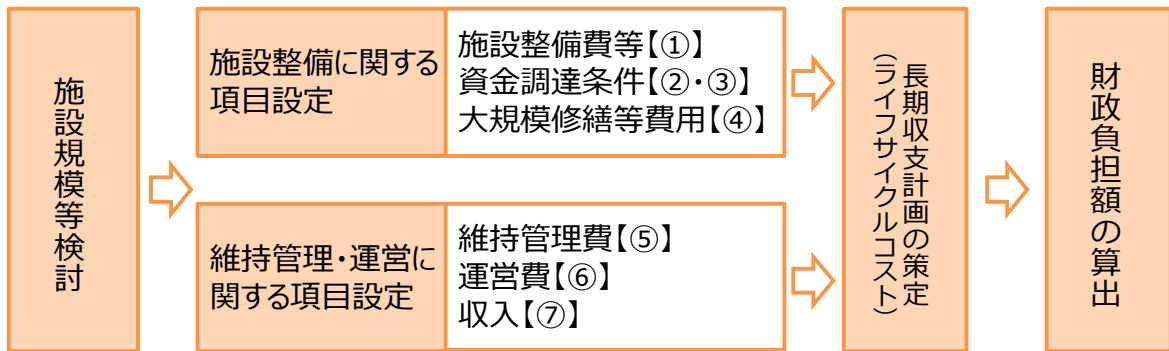 施設規模等検討
施設整備に関する
項目設定
施設整備費等【①】
資金調達条件【②・③】
大規模修繕等費用【④】
維持管理・運営に
関する項目設定
維持管理費【⑤】
運営費【⑥】
収入【⑦】
長期収支計画の策定
（ライフサイクルコスト）
財政負担額の算出